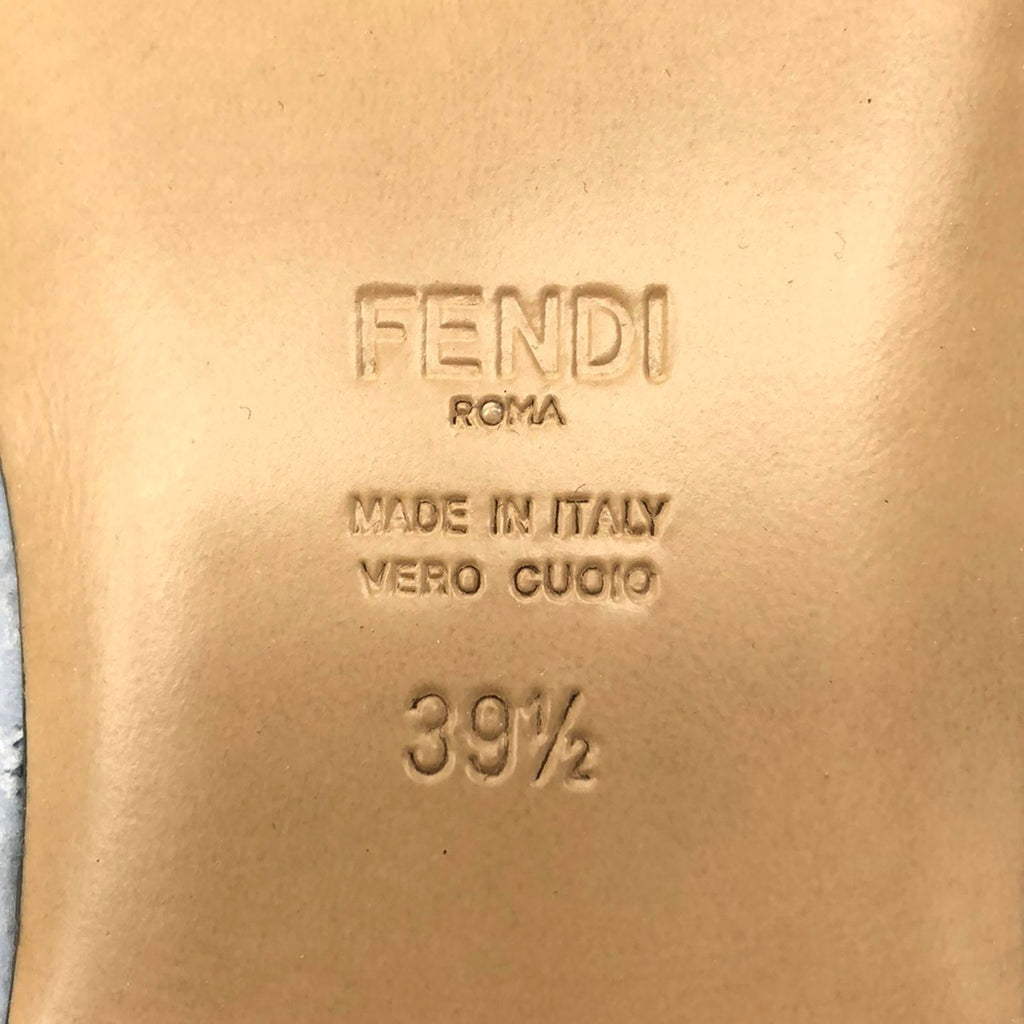 FENDI
ROMA
MADE IN ITALY
VERO CUOIO
39½